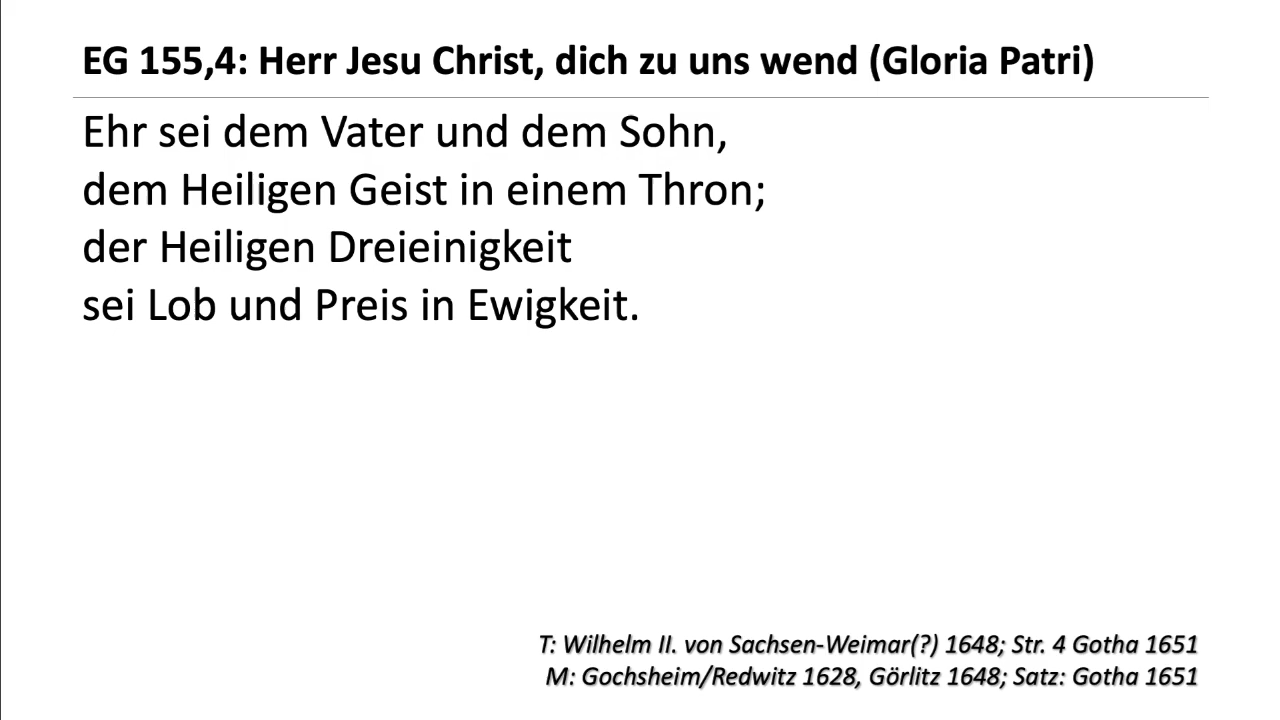 EG 155,4: Herr Jesu Christ, dich zu uns wend (Gloria Patri)
Ehr sei dem Vater und dem Sohn,
dem Heiligen Geist in einem Thron;
der Heiligen Dreieinigkeit
sei Lob und Preis in Ewigkeit.
T: Wilhelm II. von Sachsen-Weimar(?) 1648; Str. 4 Gotha 1651
M: Gochsheim/Redwitz 1628, Görlitz 1648; Satz: Gotha 1651